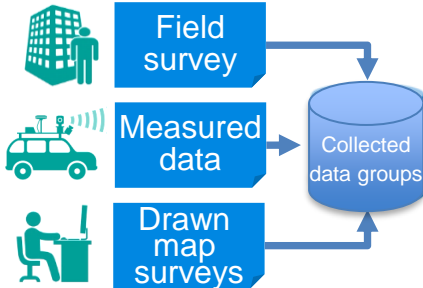 Field
survey
Measured
data
Collected
data groups
Drawn
map
surveys